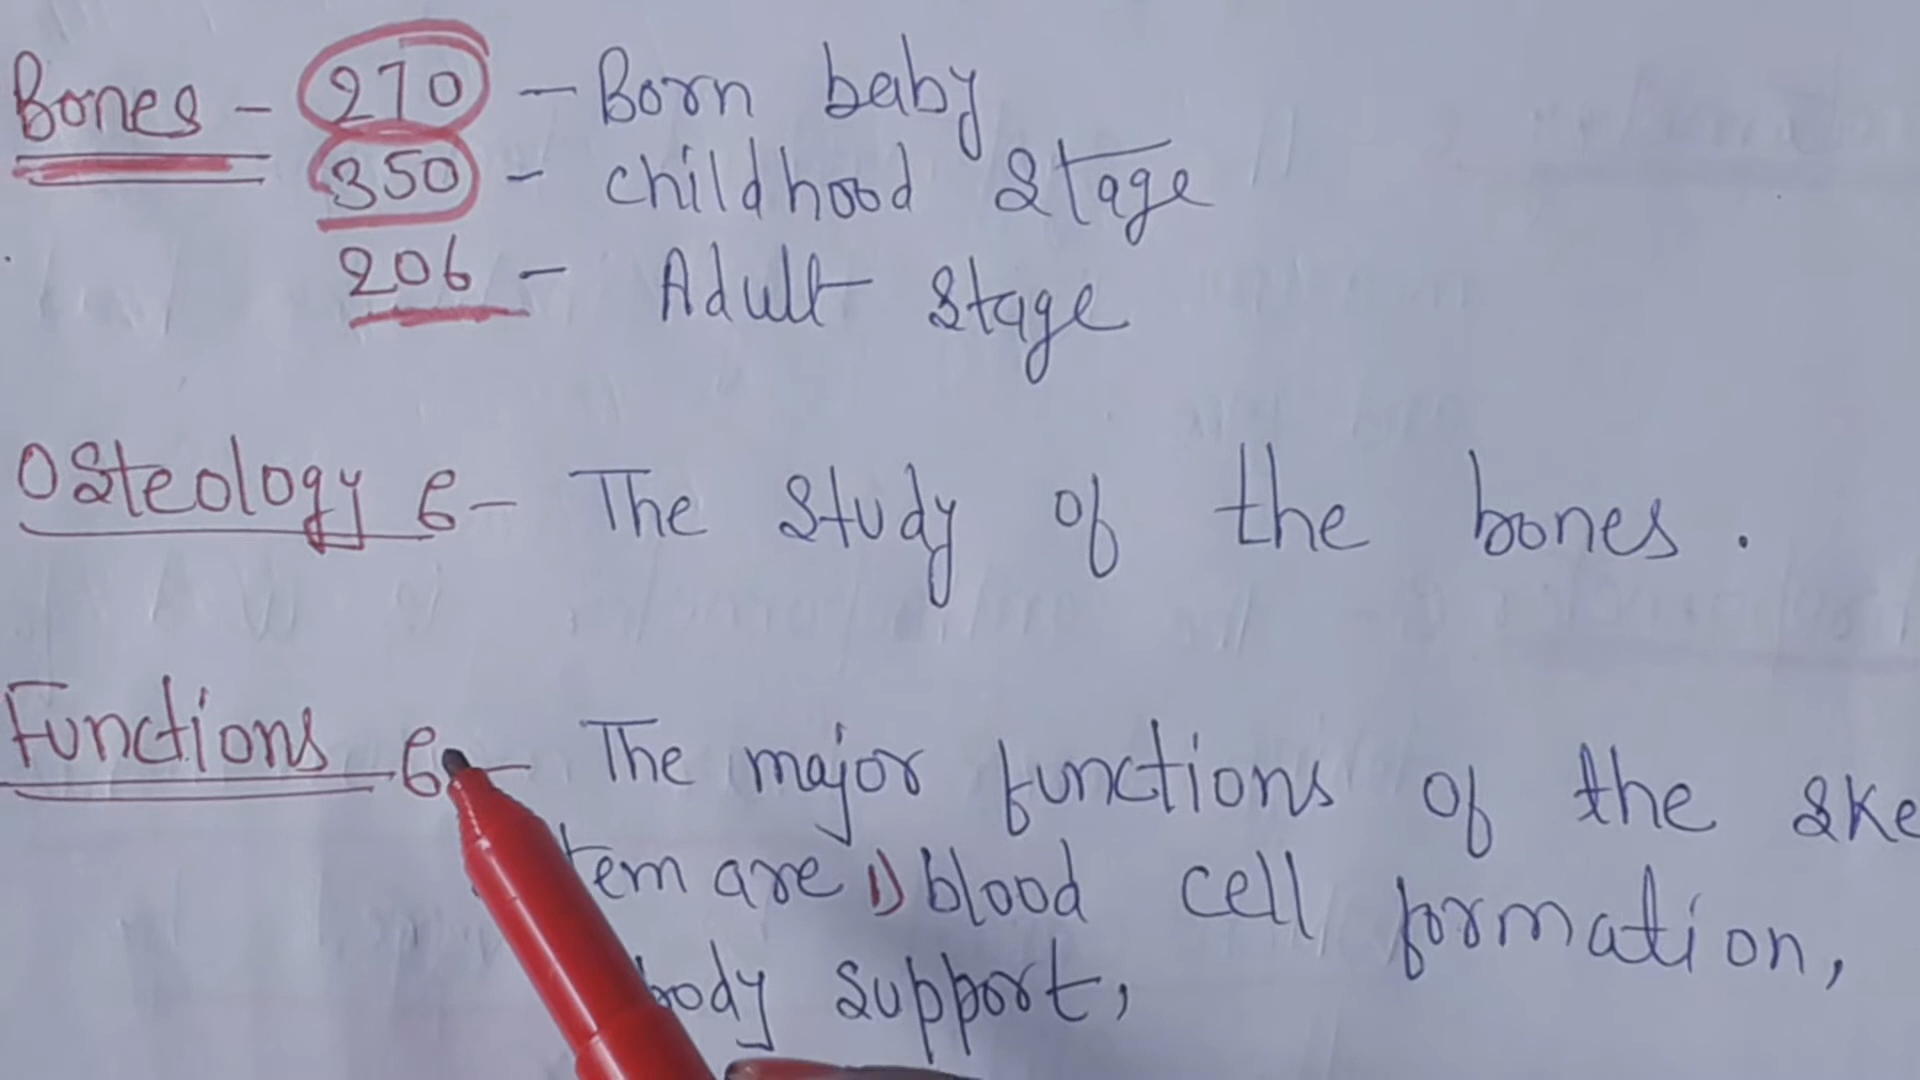 Bones - 270 - Born baby
350 - childhood stage
206 - Adult stage
Osteology :- The study of the bones.
Functions :- The major functions of the ske
tem are 1) blood cell formation,
body support,